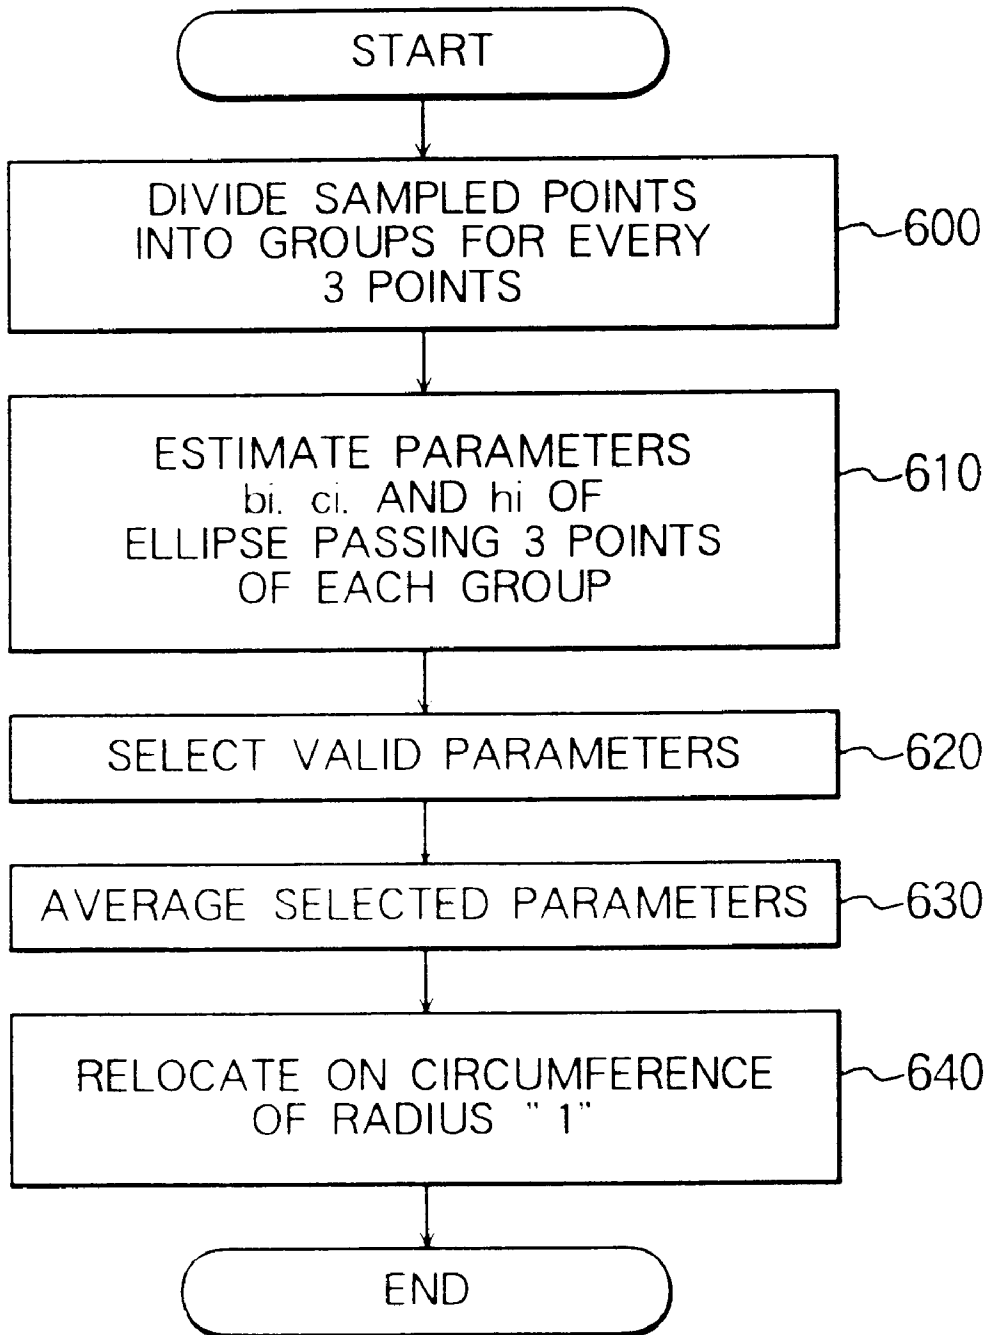 START
DIVIDE SAMPLED POINTS
INTO GROUPS FOR EVERY
3 POINTS
600
ESTIMATE PARAMETERS
bi. ci. AND hi OF
ELLIPSE PASSING 3 POINTS
OF EACH GROUP
610
SELECT VALID PARAMETERS
620
AVERAGE SELECTED PARAMETERS
630
RELOCATE ON CIRCUMFERENCE
OF RADIUS "1"
640
END